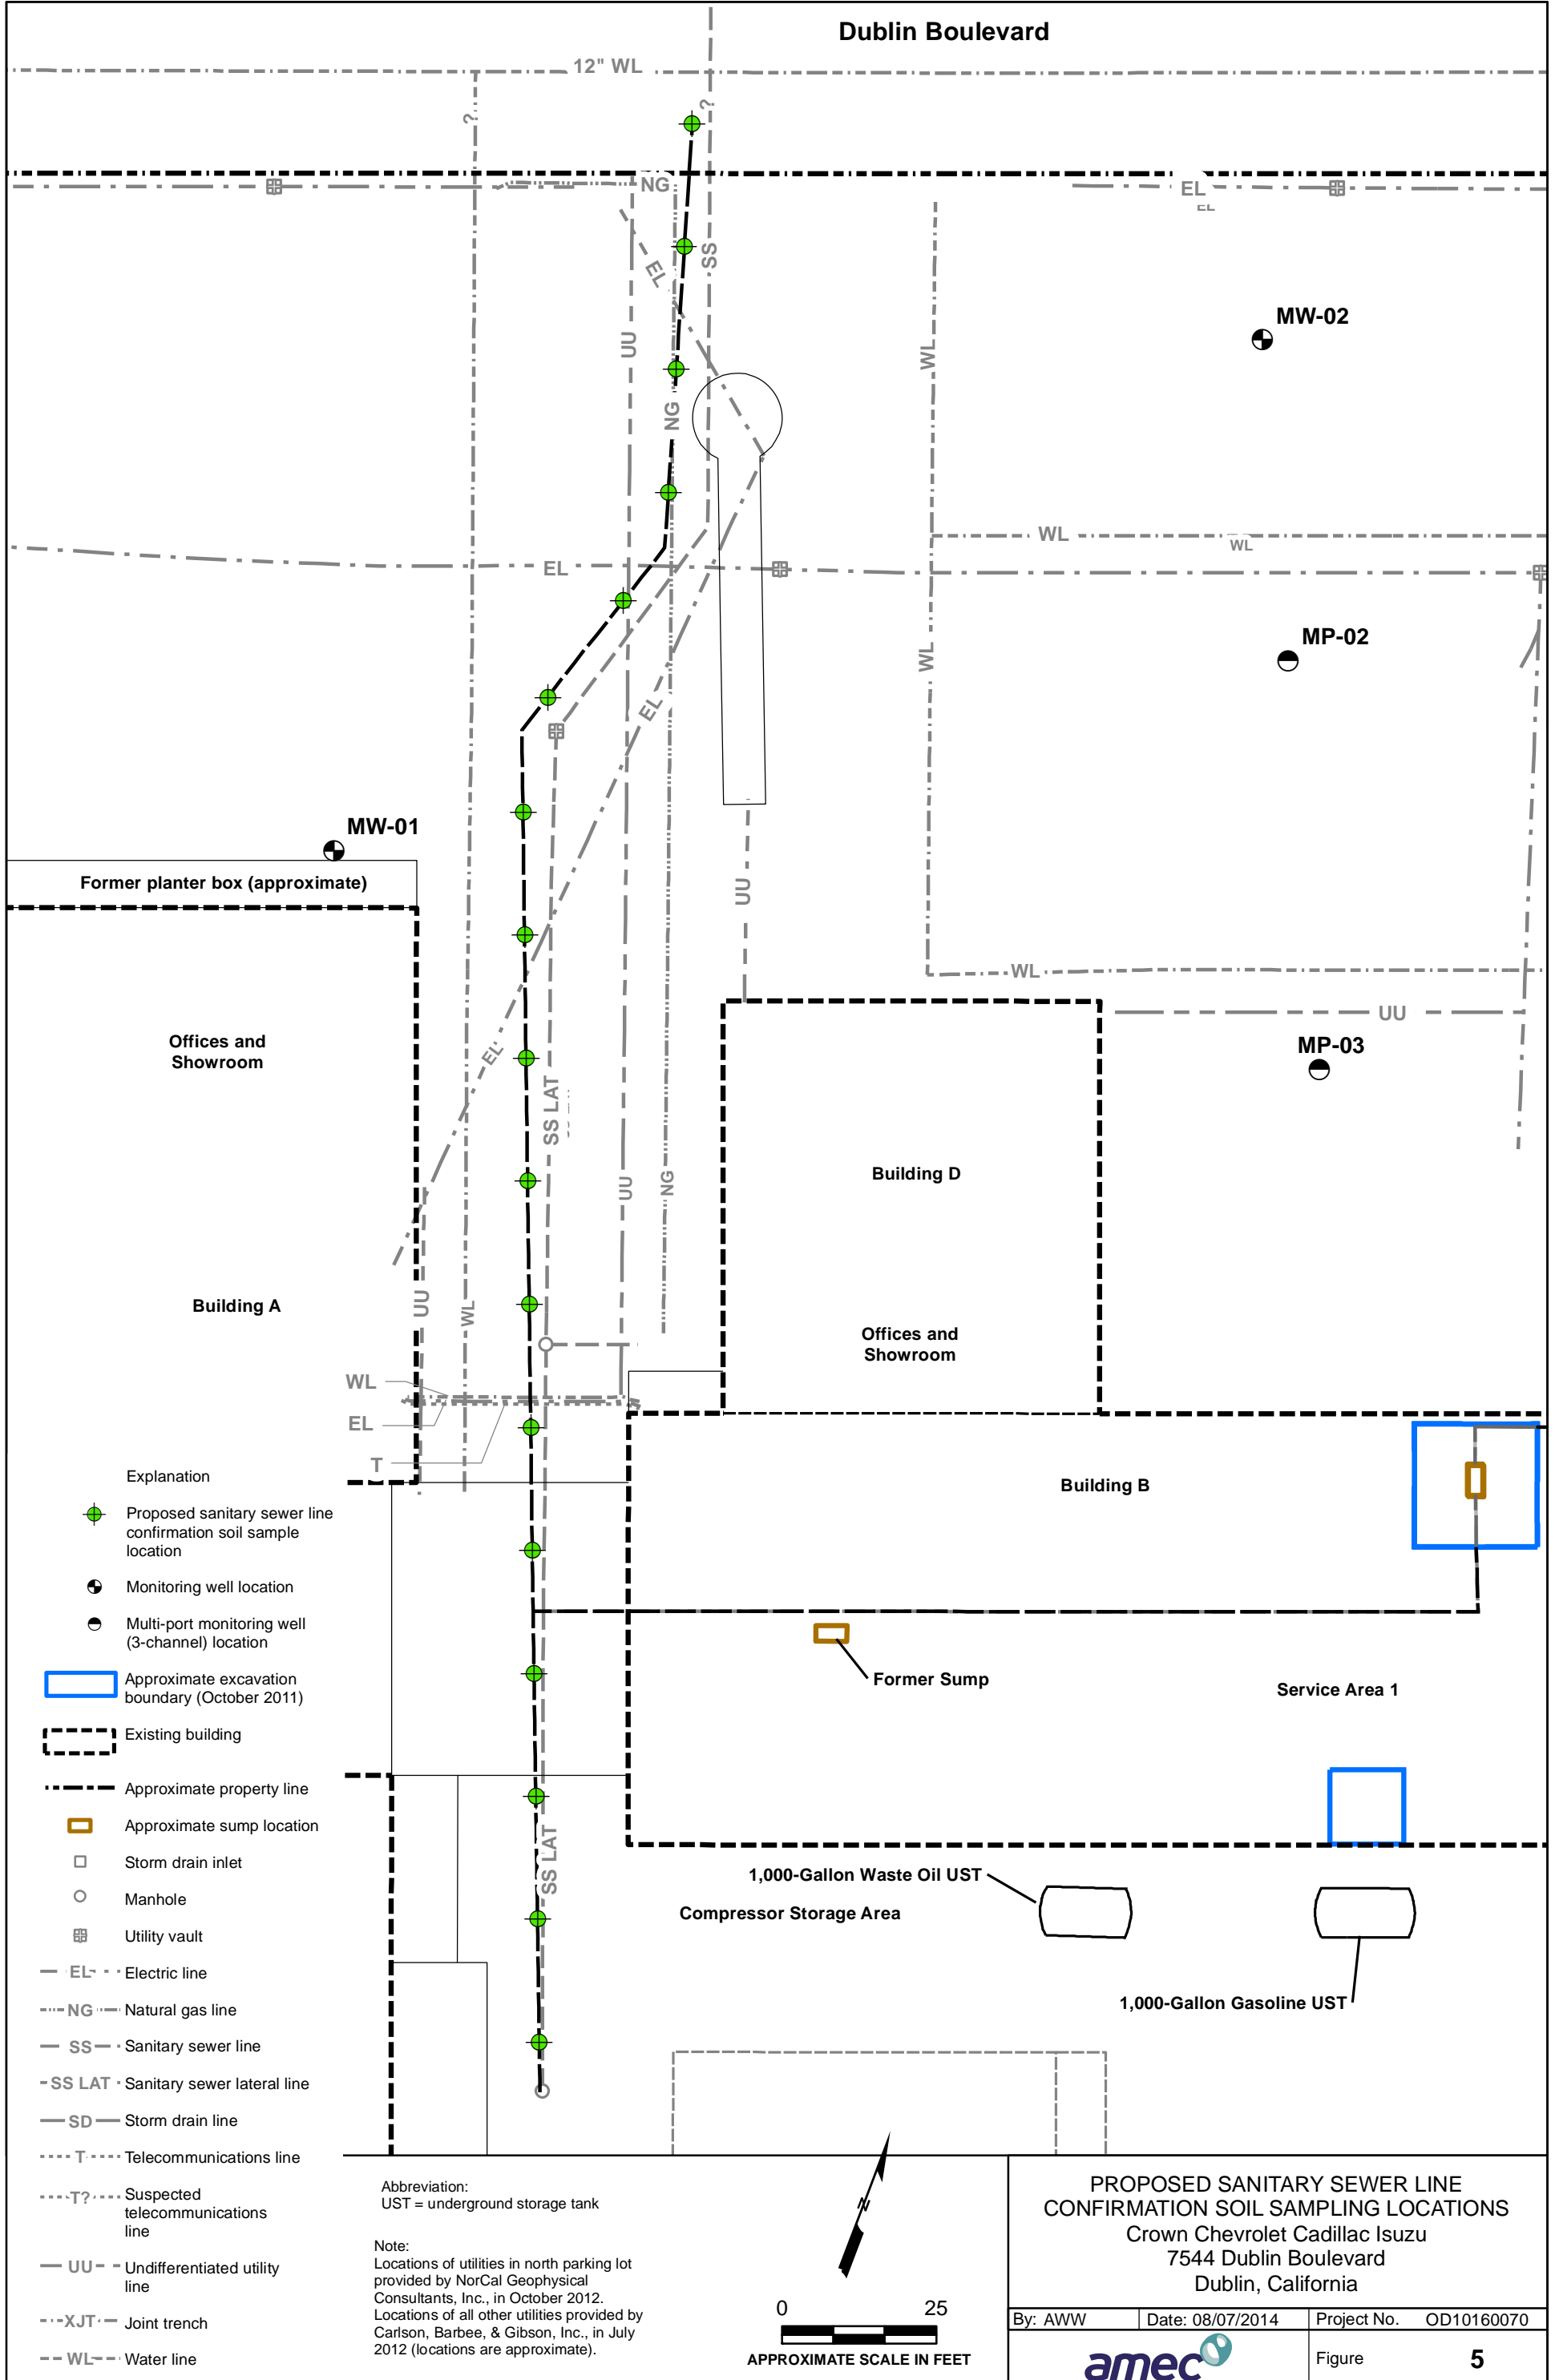 Dublin Boulevard
12" WL
?
?
NG
EL
EL
EL
SS
UU
NG
WL
MW-02
WL
WL
EL
MP-02
WL
EL
MW-01
Former planter box (approximate)
UU
WL
UU
Offices and
Showroom
EL
SS LAT
MP-03
Building D
UU
NG
Building A
UU
WL
Offices and
Showroom
WL
EL
T
Building B
Former Sump
Service Area 1
SS LAT
1,000-Gallon Waste Oil UST
Compressor Storage Area
1,000-Gallon Gasoline UST
Explanation
Proposed sanitary sewer line
confirmation soil sample
location
Monitoring well location
Multi-port monitoring well
(3-channel) location
Approximate excavation
boundary (October 2011)
Existing building
Approximate property line
Approximate sump location
Storm drain inlet
Manhole
Utility vault
EL Electric line
NG Natural gas line
SS Sanitary sewer line
SS LAT Sanitary sewer lateral line
SD Storm drain line
T Telecommunications line
T? Suspected
telecommunications
line
UU Undifferentiated utility
line
XJT Joint trench
WL Water line
Abbreviation:
UST = underground storage tank
Note:
Locations of utilities in north parking lot
provided by NorCal Geophysical
Consultants, Inc., in October 2012.
Locations of all other utilities provided by
Carlson, Barbee, & Gibson, Inc., in July
2012 (locations are approximate).
N
0 25
APPROXIMATE SCALE IN FEET
PROPOSED SANITARY SEWER LINE
CONFIRMATION SOIL SAMPLING LOCATIONS
Crown Chevrolet Cadillac Isuzu
7544 Dublin Boulevard
Dublin, California
By: AWW Date: 08/07/2014 Project No. OD10160070
amec
Figure 5